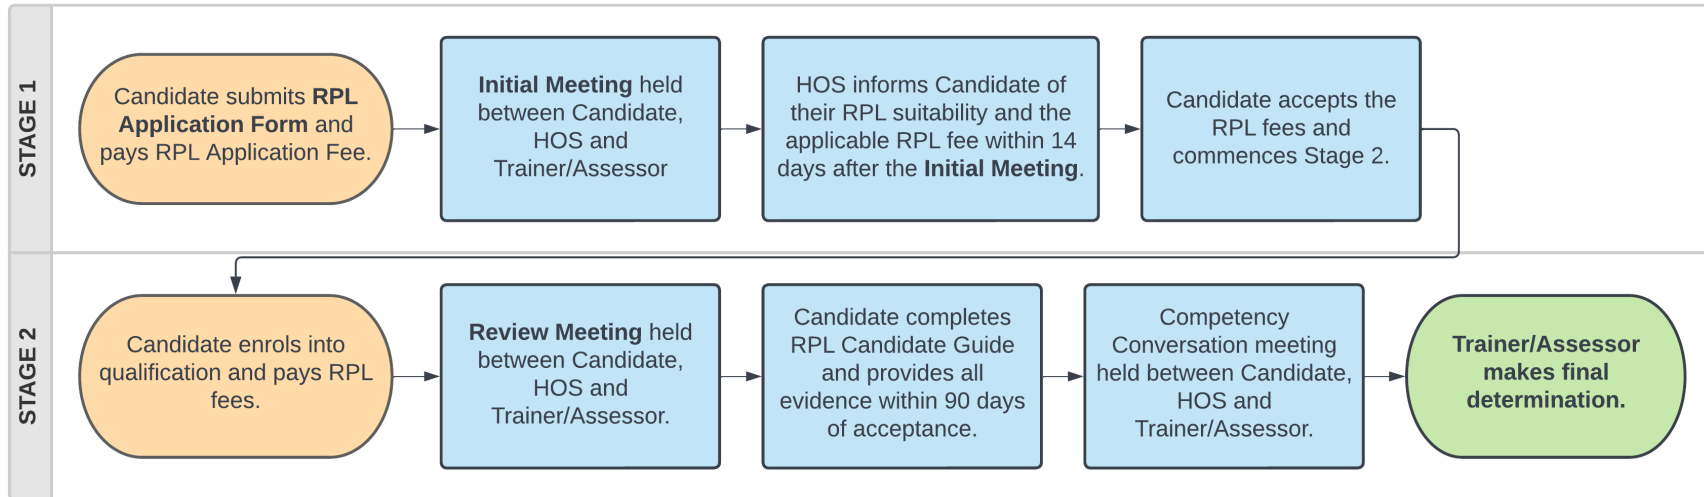 STAGE 1
Candidate submits RPL
Application Form and
pays RPL Application Fee.
Initial Meeting held
between Candidate,
HOS and
Trainer/Assessor
HOS informs Candidate of
their RPL suitability and the
applicable RPL fee within 14
days after the Initial Meeting.
Candidate accepts the
RPL fees and
commences Stage 2.
STAGE 2
Candidate enrols into
qualification and pays RPL
fees.
Review Meeting held
between Candidate,
HOS and
Trainer/Assessor.
Candidate completes
RPL Candidate Guide
and provides all
evidence within 90 days
of acceptance.
Competency
Conversation meeting
held between Candidate,
HOS and
Trainer/Assessor.
Trainer/Assessor
makes final
determination.